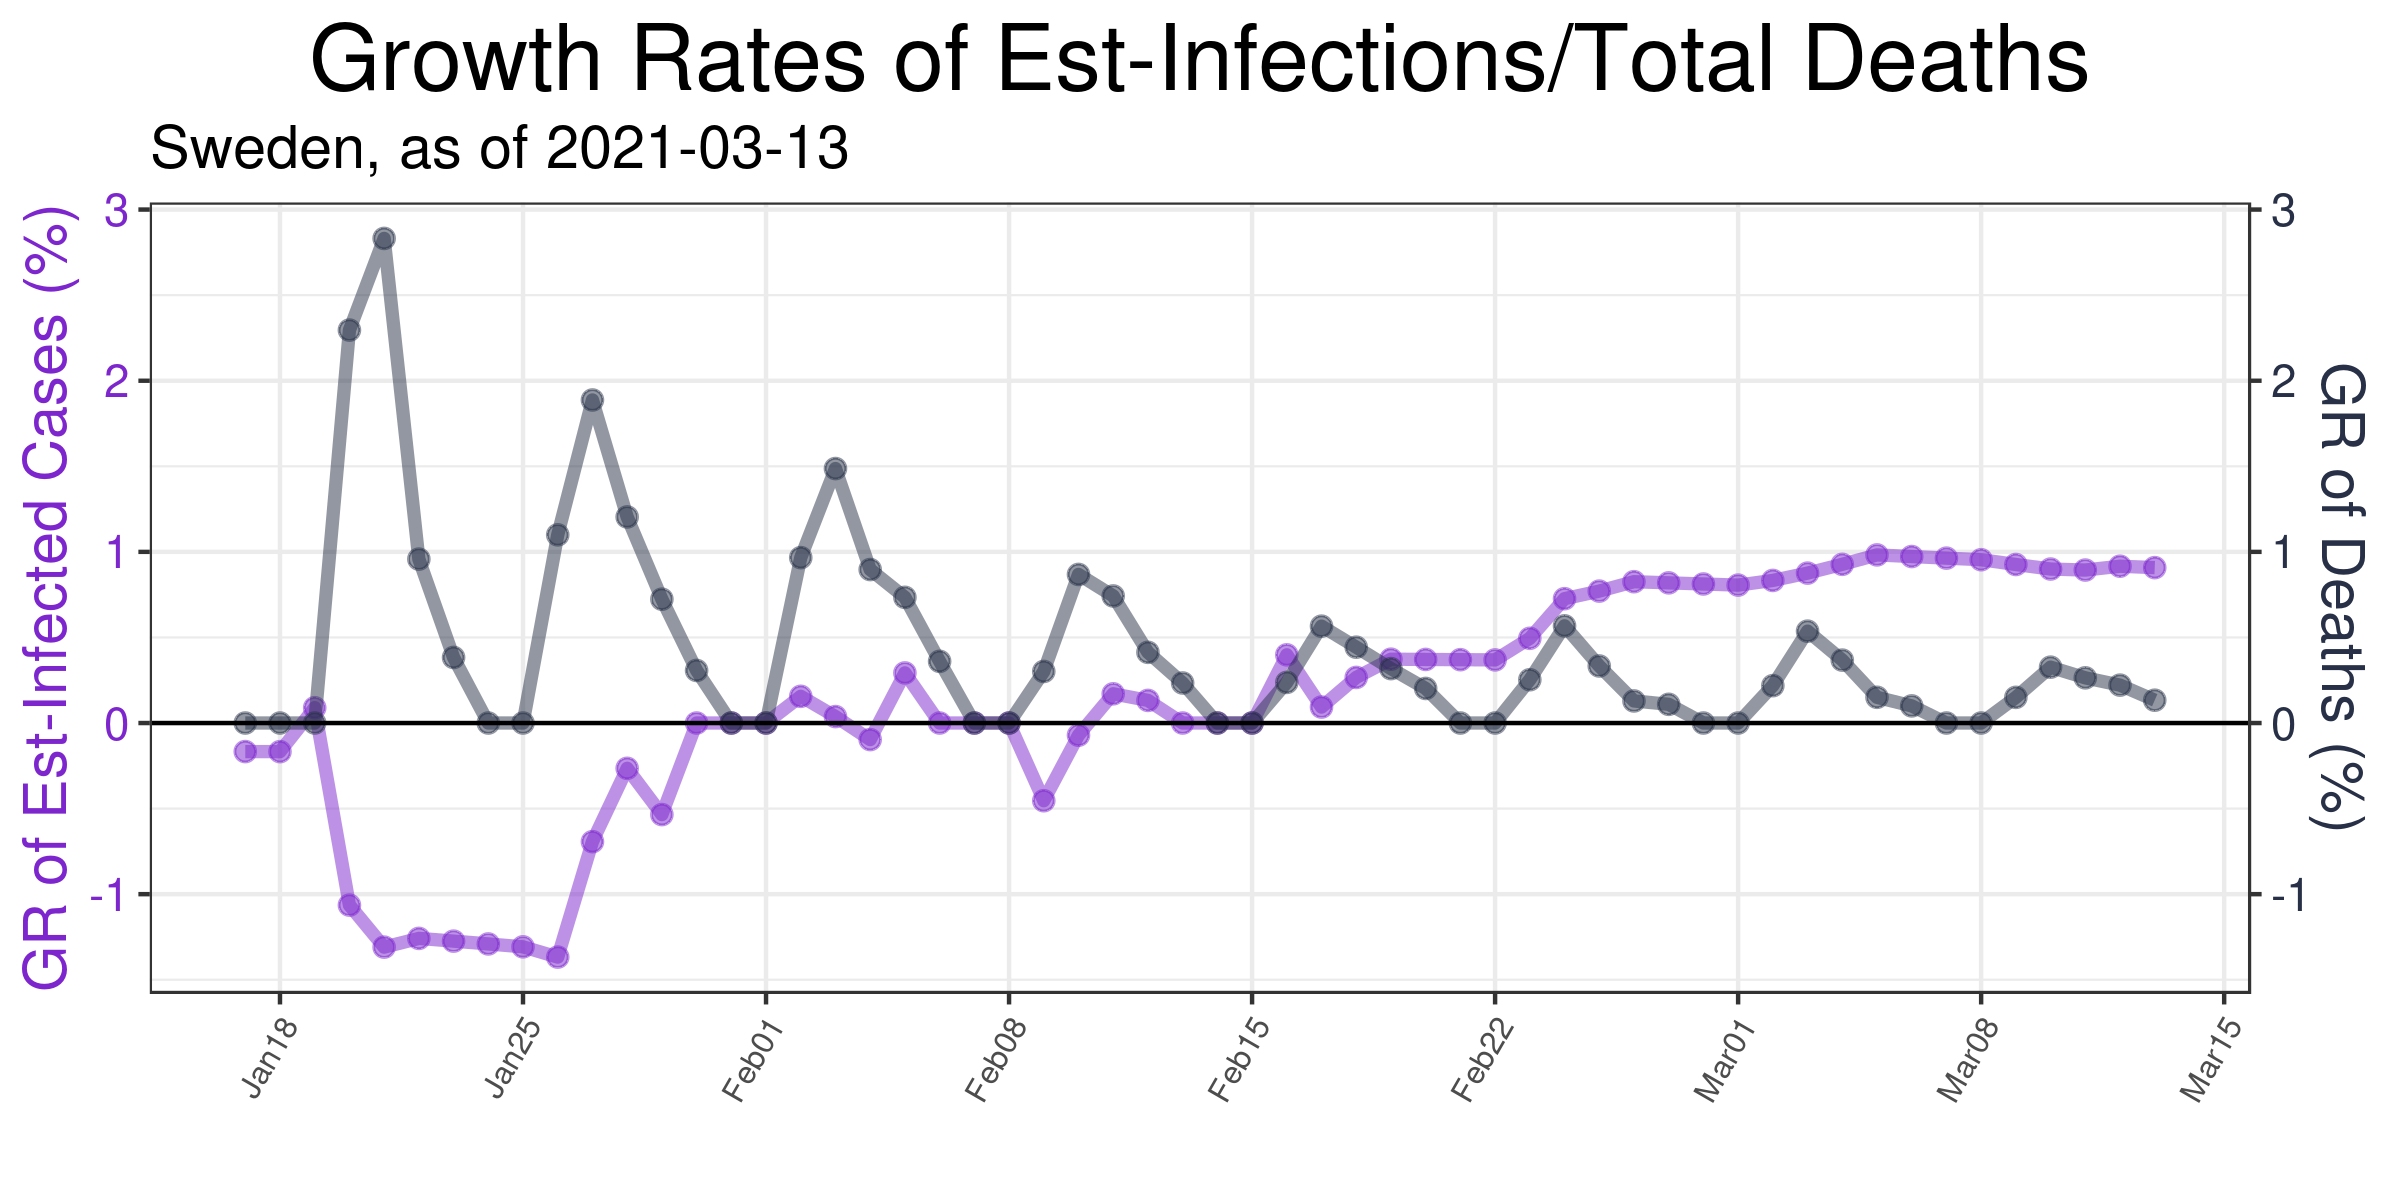 Growth Rates of Est-Infections/Total Deaths
Sweden, as of 2021-03-13
GR of Est-Infected Cases (%)
3
2
1
0
-1
3
2
1
0
-1
GR of Deaths (%)
Jan18
Jan25
Feb01
Feb08
Feb15
Feb22
Mar01
Mar08
Mar15